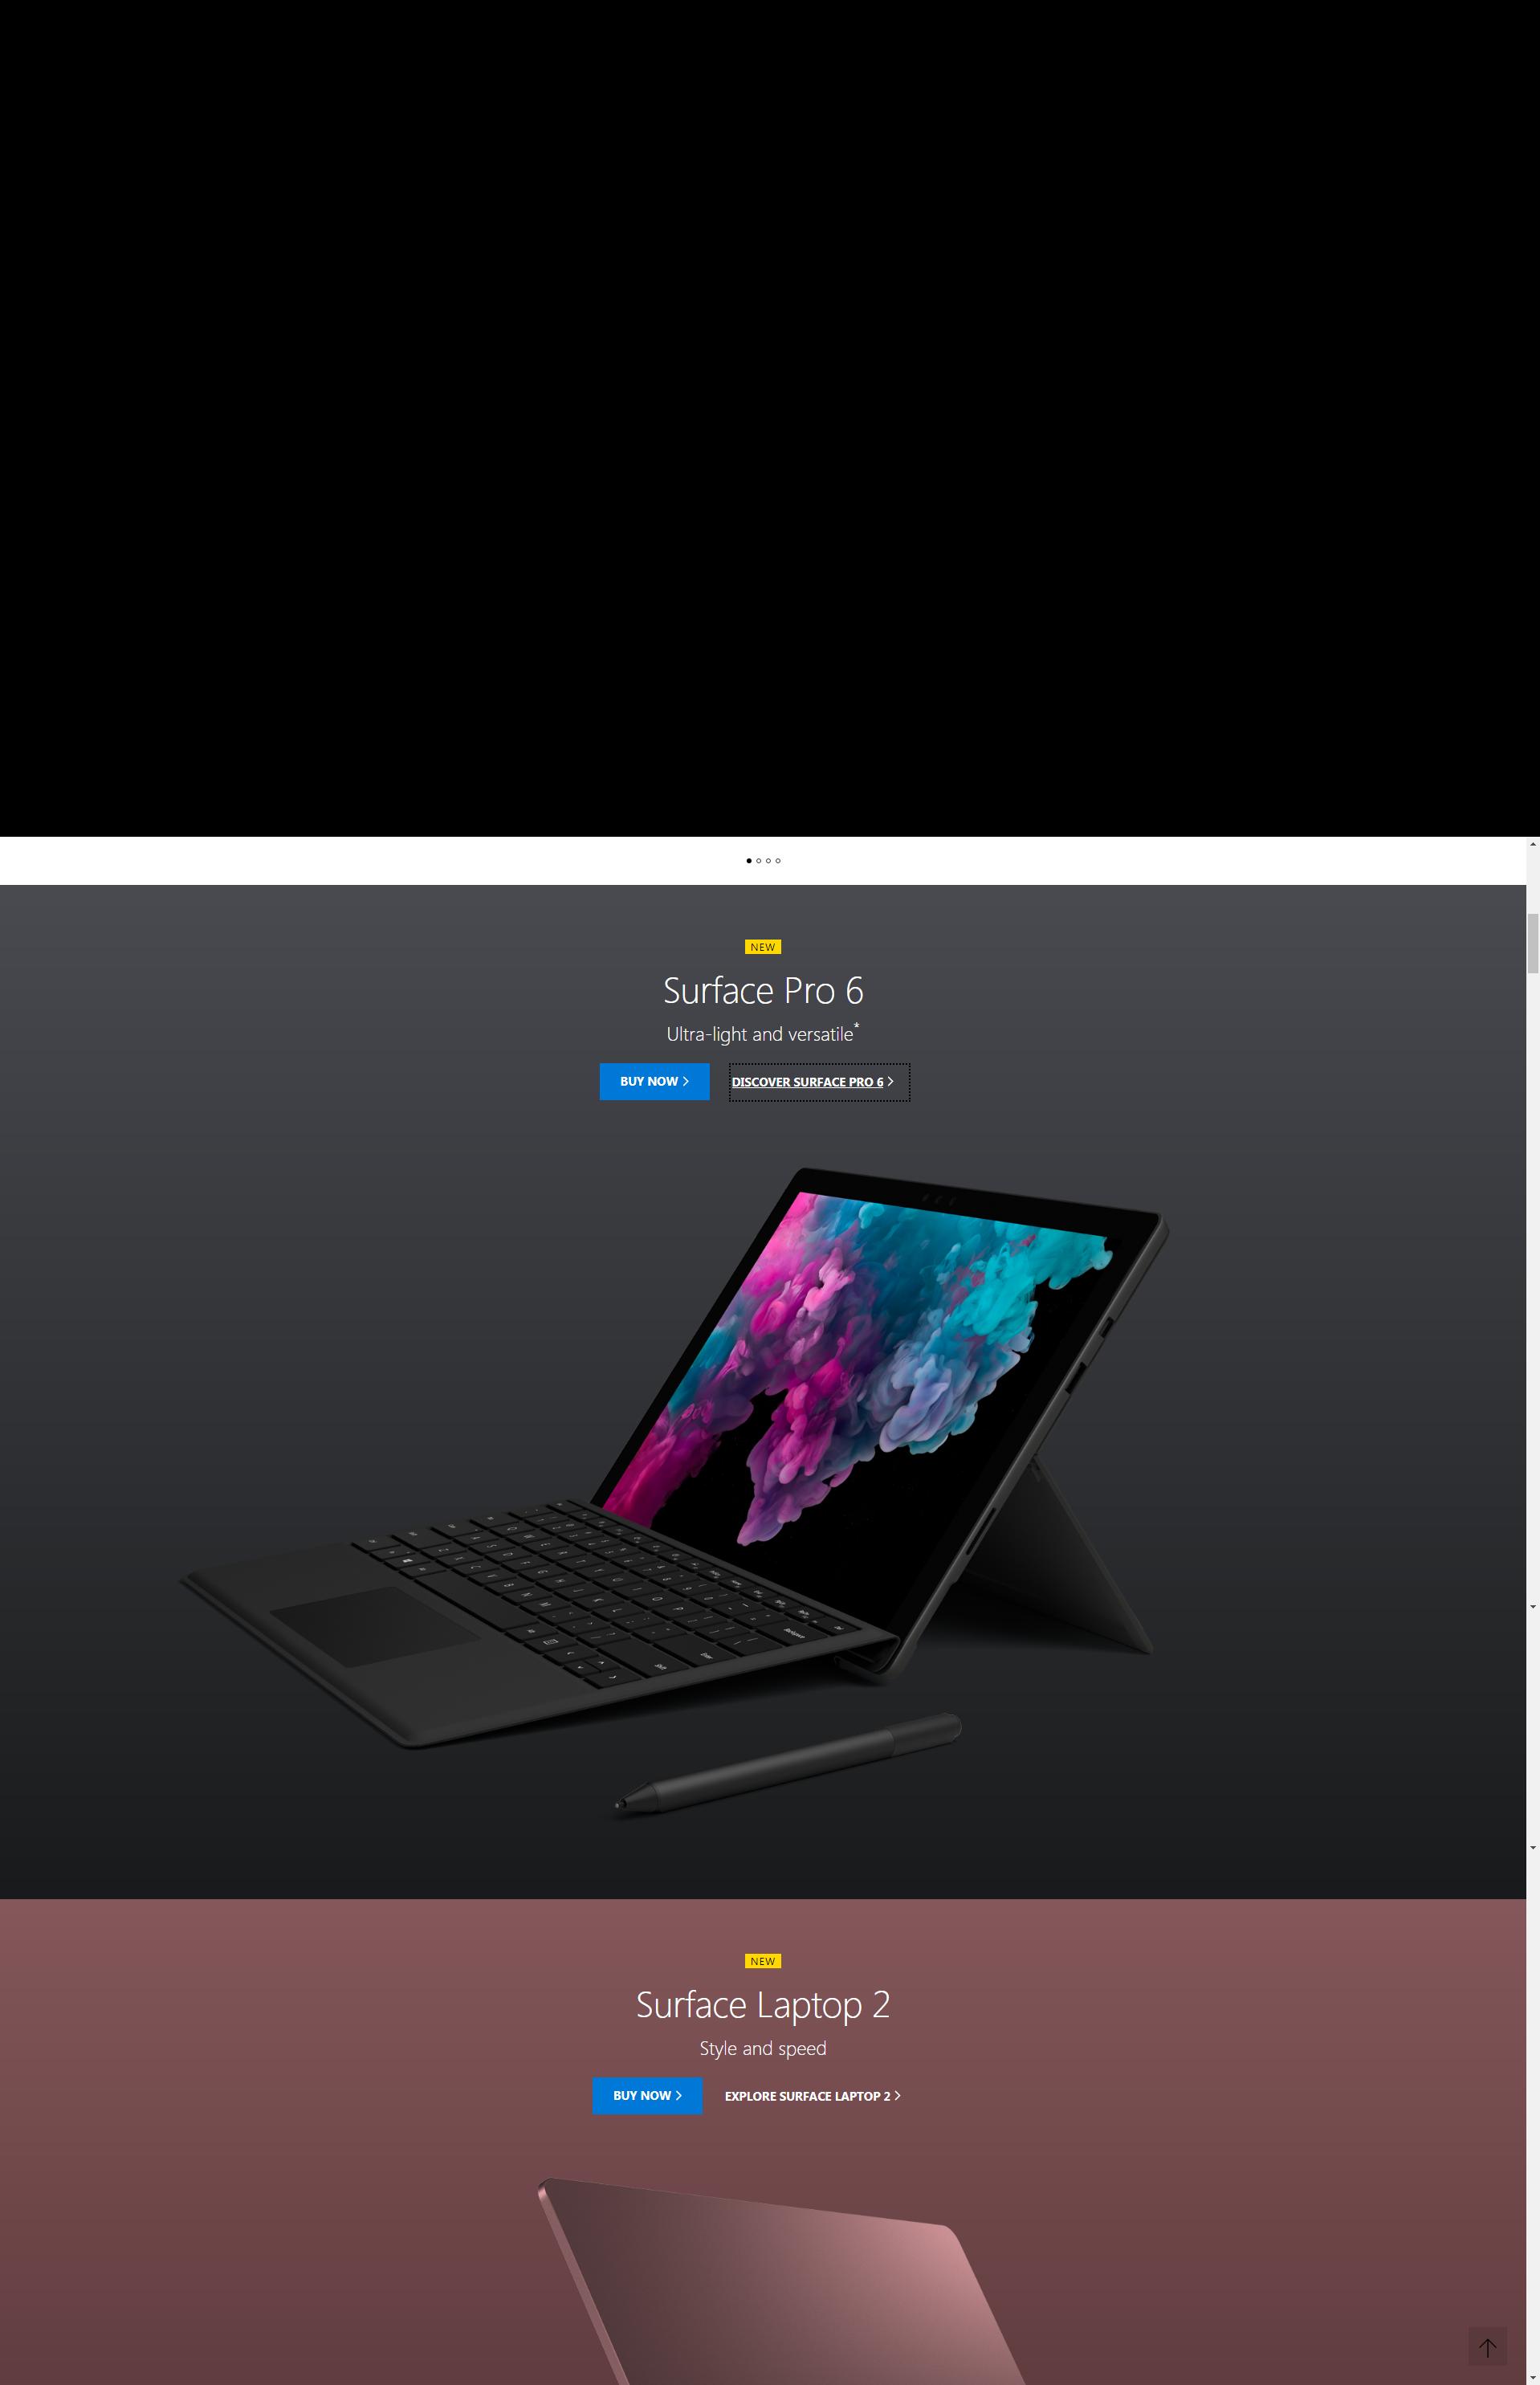 NEW
Surface Pro 6
Ultra-light and versatile*
BUY NOW >
DISCOVER SURFACE PRO 6 >
NEW
Surface Laptop 2
Style and speed
BUY NOW >
EXPLORE SURFACE LAPTOP 2 >